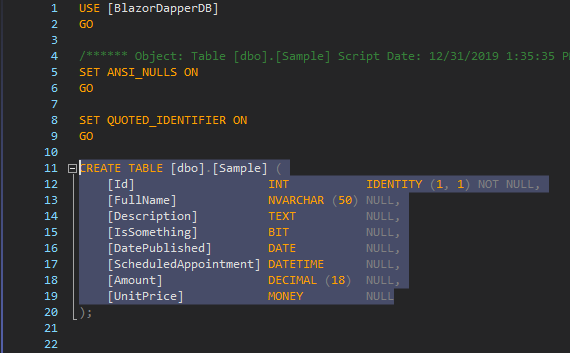 1 USE [BlazorDapperDB]
2 GO
3
4 /****** Object: Table [dbo].[Sample] Script Date: 12/31/2019 1:35:35 P
5 SET ANSI_NULLS ON
6 GO
7
8 SET QUOTED_IDENTIFIER ON
9 GO
10
11 CREATE TABLE [dbo].[Sample] (
12 [Id] INT IDENTITY (1, 1) NOT NULL,
13 [FullName] NVARCHAR (50) NULL,
14 [Description] TEXT NULL,
15 [IsSomething] BIT NULL,
16 [DatePublished] DATE NULL,
17 [ScheduledAppointment] DATETIME NULL,
18 [Amount] DECIMAL (18) NULL,
19 [UnitPrice] MONEY NULL
20 );
21
22